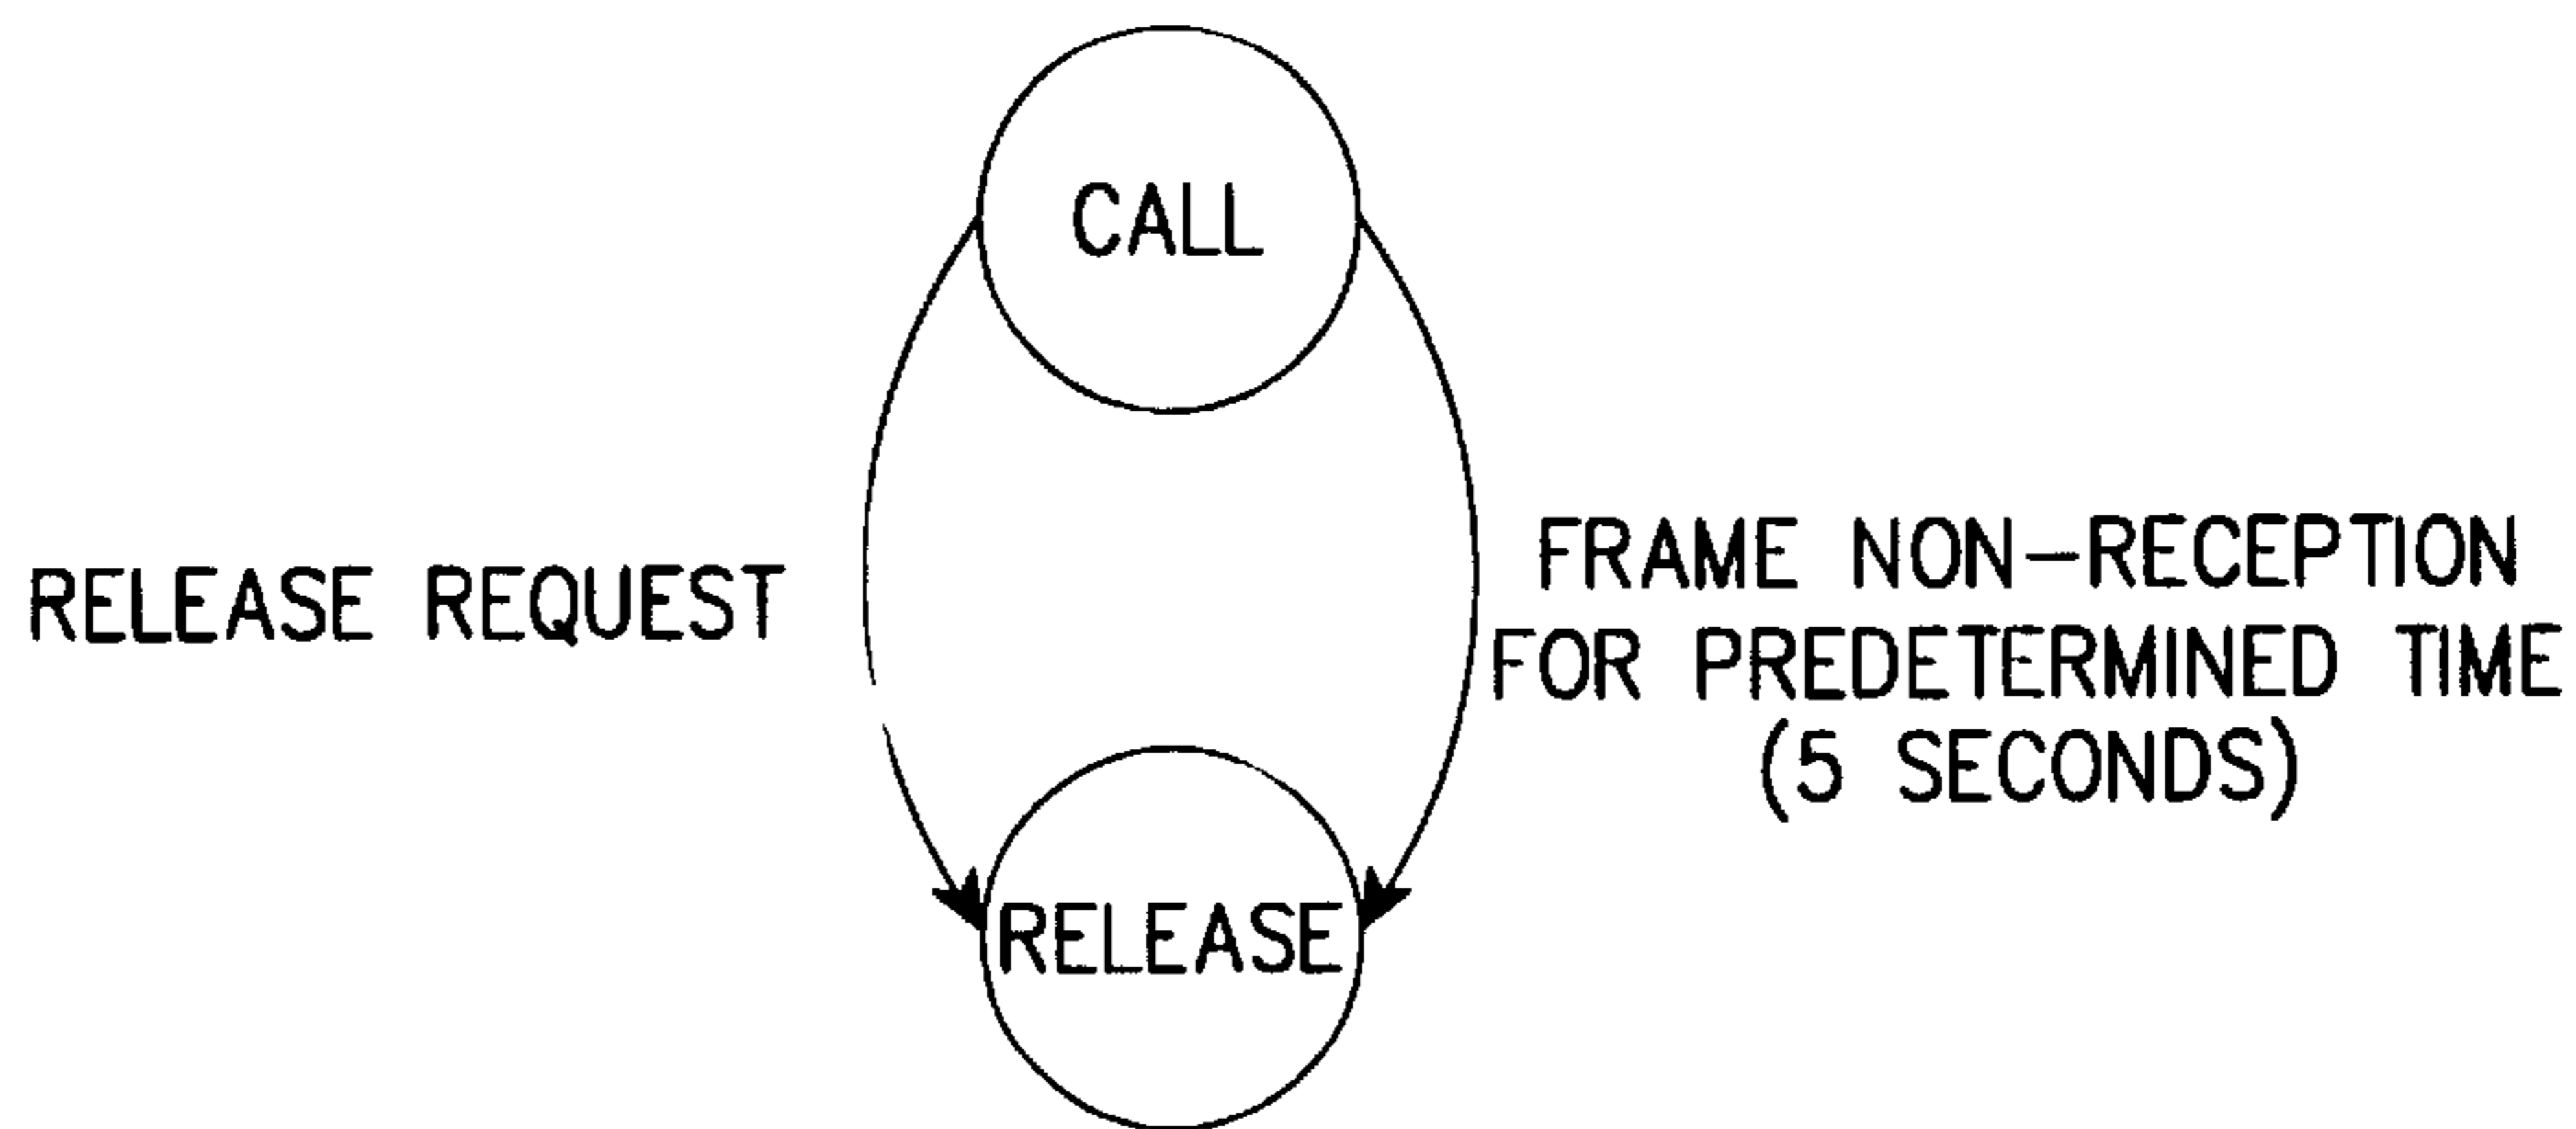 CALL
RELEASE REQUEST
FRAME NON-RECEPTION
FOR PREDETERMINED TIME
(5 SECONDS)
RELEASE